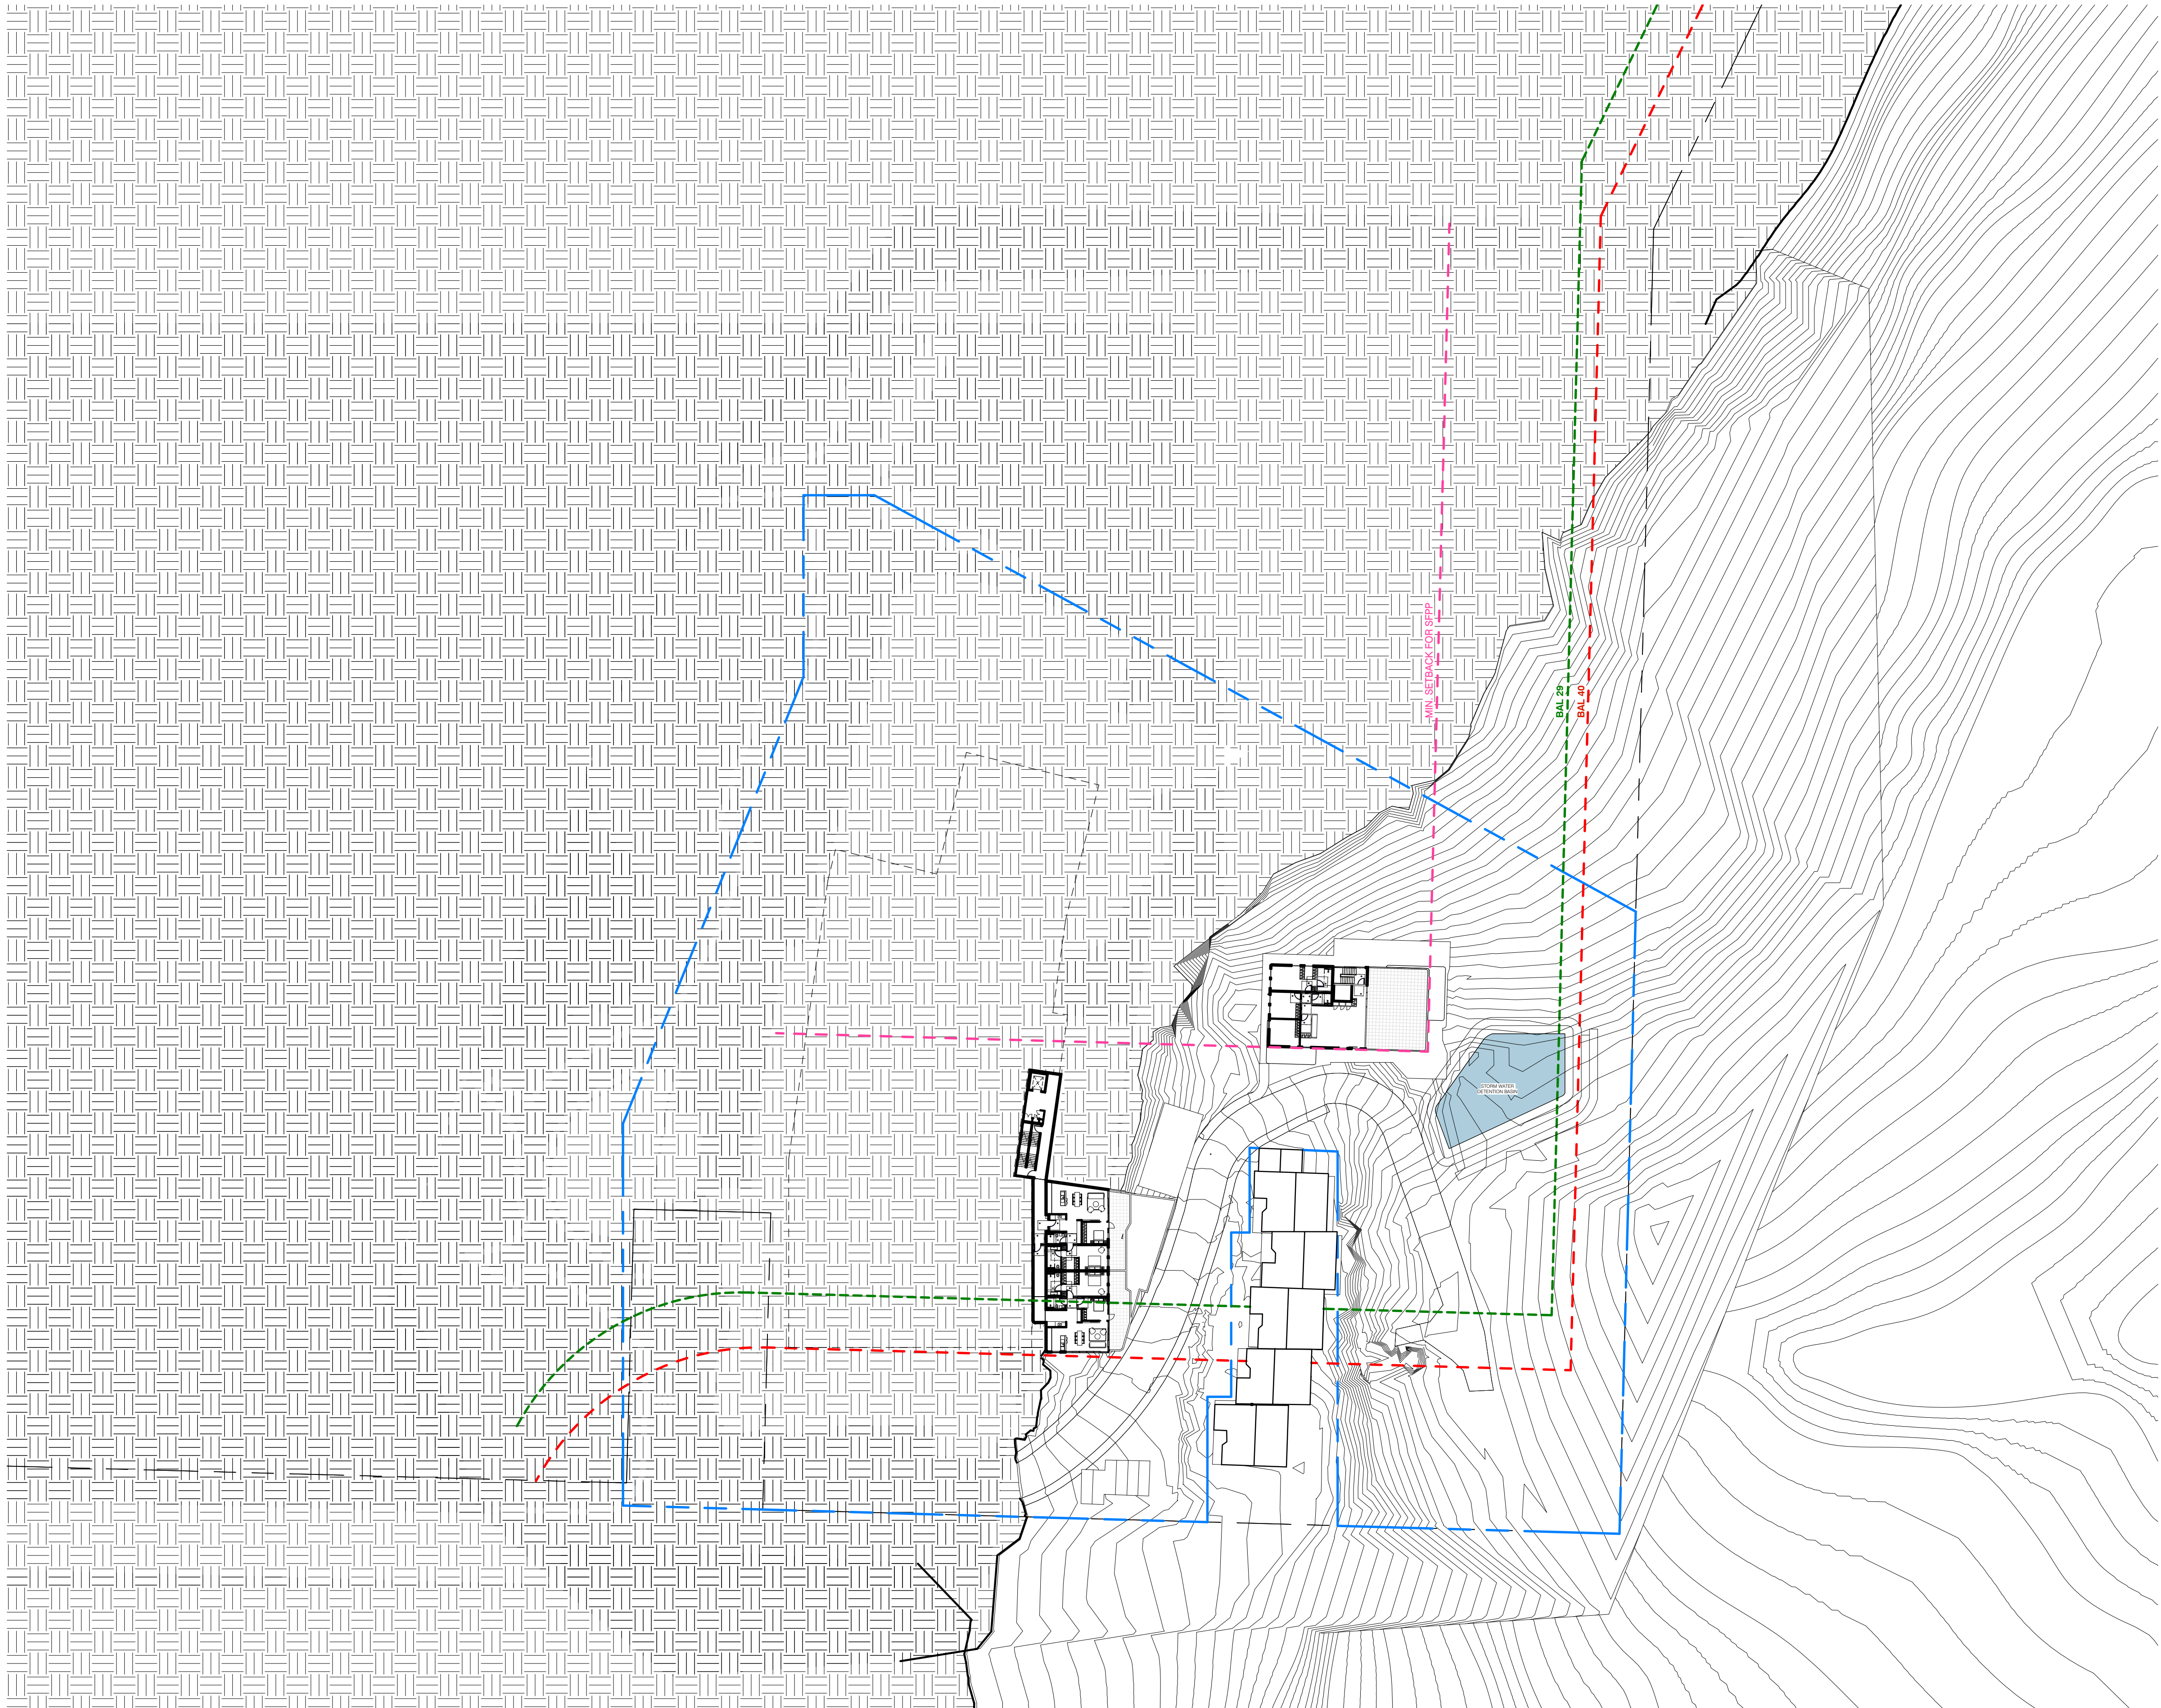 MIN. SETBACK FOR SFPP
BAL 29
BAL 40
STORM WATER
DETENTION BASIN